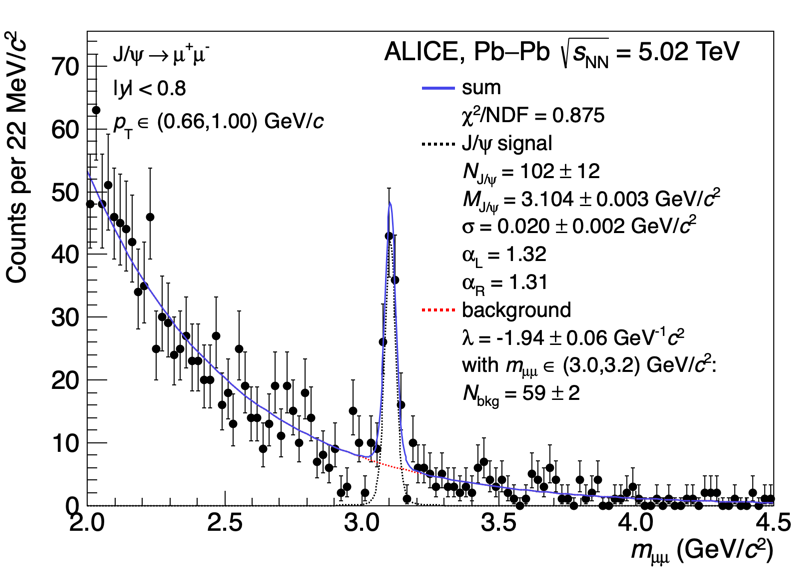 J/ψ → μ⁺μ⁻
|y| < 0.8
p_T ∈ (0.66,1.00) GeV/c
ALICE, Pb–Pb √s_NN = 5.02 TeV
sum
χ²/NDF = 0.875
J/ψ signal
N_J/ψ = 102 ± 12
M_J/ψ = 3.104 ± 0.003 GeV/c²
σ = 0.020 ± 0.002 GeV/c²
α_L = 1.32
α_R = 1.31
background
λ = -1.94 ± 0.06 GeV⁻¹c²
with m_μμ ∈ (3.0,3.2) GeV/c²:
N_bkg = 59 ± 2
Counts per 22 MeV/c²
70
60
50
40
30
20
10
0
2.0 2.5 3.0 3.5 4.0 4.5
m_μμ (GeV/c²)